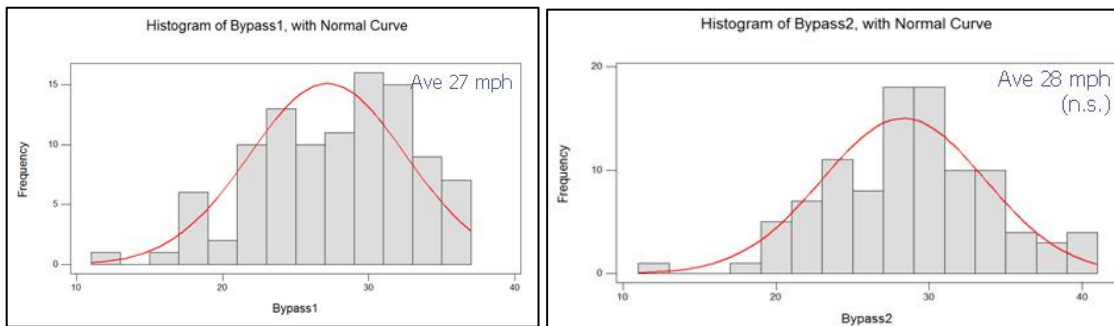 Histogram of Bypass1, with Normal Curve
Ave 27 mph
15
10
5
0
Frequency
10
20
30
40
Bypass1
Histogram of Bypass2, with Normal Curve
Ave 28 mph
(n.s.)
20
10
0
Frequency
10
20
30
40
Bypass2